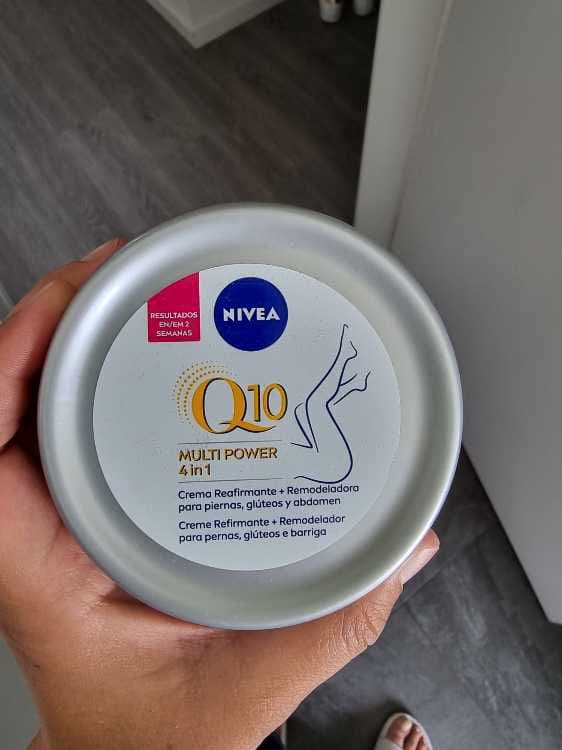 RESULTADOS
EN/EM 2
SEMANAS
NIVEA
Q10
MULTI POWER
4 in 1
Crema Reafirmante + Remodeladora
para piernas, glúteos y abdomen
Creme Refirmante + Remodelador
para pernas, glúteos e barriga